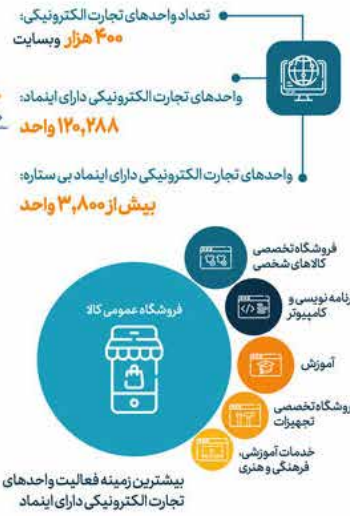 تعداد واحدهای تجارت الکترونیکی:
۴۰۰ هزار وبسایت
واحدهای تجارت الکترونیکی دارای اینماد:
۱۲۰,۲۸۸ واحد
واحدهای تجارت الکترونیکی دارای اینماد بی ستاره:
بیش از ۳,۸۰۰ واحد
فروشگاه تخصصی
کالاهای شخصی
رنامه نویسی و
کامپیوتر
فروشگاه عمومی کالا
آموزش
روشگاه تخصصی
تجهیزات
خدمات آموزشی،
فرهنگی و هنری
بیشترین زمینه فعالیت واحدهای
تجارت الکترونیکی دارای اینماد